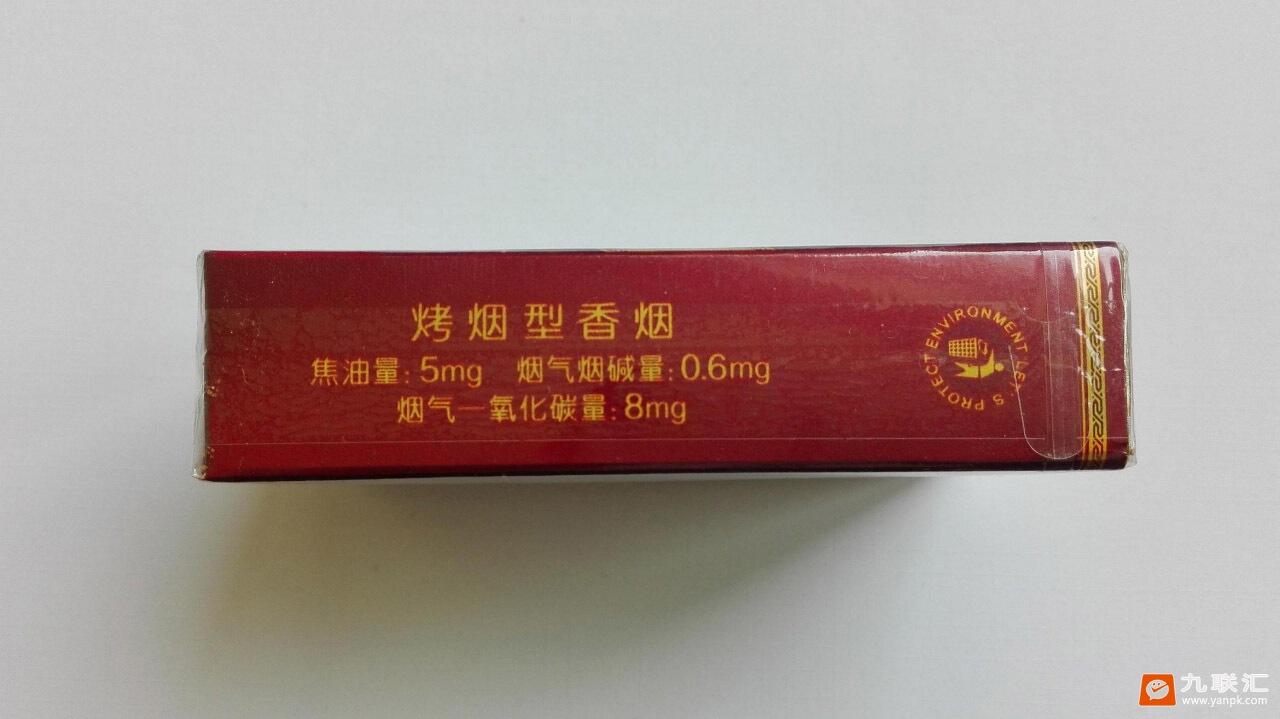 烤烟型香烟
焦油量: 5mg 烟气烟碱量: 0.6mg
烟气一氧化碳量: 8mg
LET'S PROTECT ENVIRONMENT
九联汇
www.yanpk.com